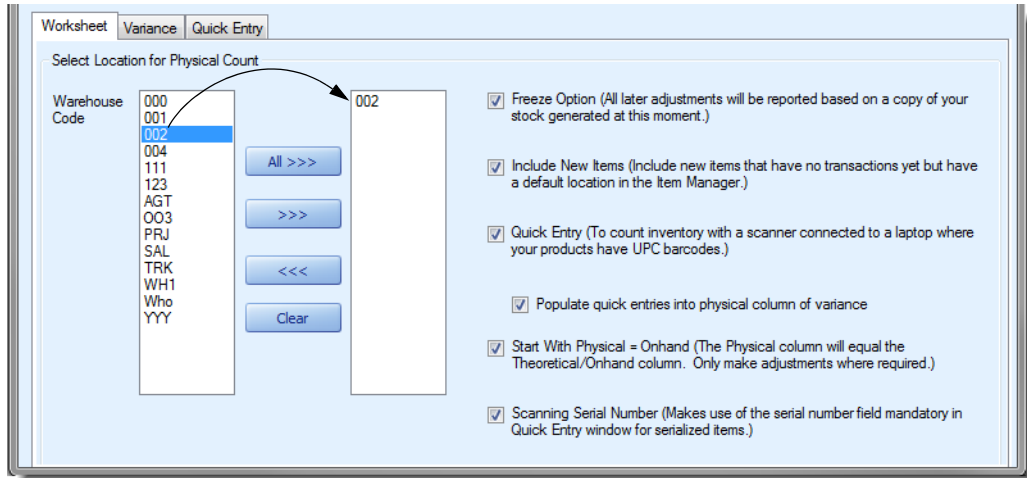 Worksheet Variance Quick Entry
Select Location for Physical Count
Warehouse
Code
000
001
002
004
111
123
AGT
OO3
PRJ
SAL
TRK
WH1
Who
YYY
All >>>
>>>
<<<
Clear
002
Freeze Option (All later adjustments will be reported based on a copy of your
stock generated at this moment.)
Include New Items (Include new items that have no transactions yet but have
a default location in the Item Manager.)
Quick Entry (To count inventory with a scanner connected to a laptop where
your products have UPC barcodes.)
Populate quick entries into physical column of variance
Start With Physical = Onhand (The Physical column will equal the
Theoretical/Onhand column. Only make adjustments where required.)
Scanning Serial Number (Makes use of the serial number field mandatory in
Quick Entry window for serialized items.)